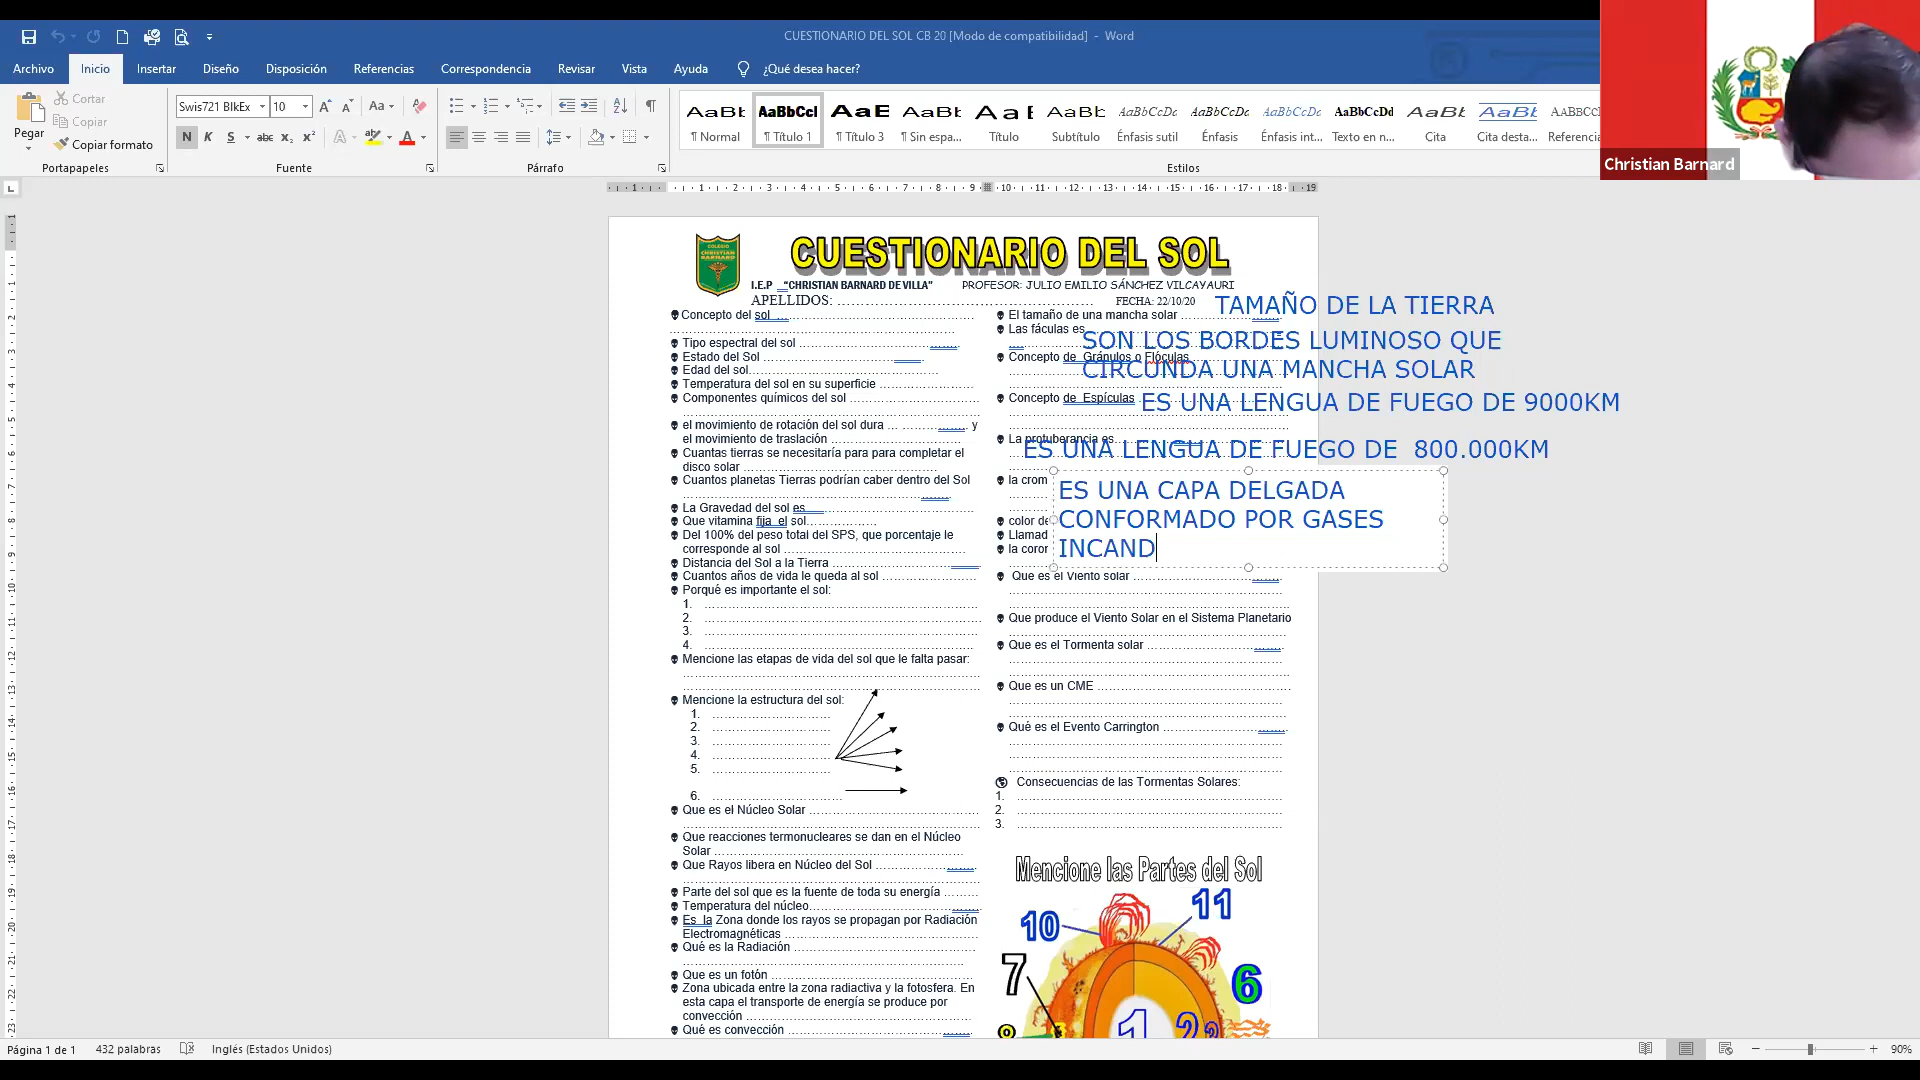 CUESTIONARIO DEL SOL CB 20 [Modo de compatibilidad] - Word
Archivo Inicio Insertar Diseño Disposición Referencias Correspondencia Revisar Vista Ayuda ¿Qué desea hacer?
Pegar
Cortar
Copiar
Copiar formato
Swis721 BlkEx 10
Portapapeles Fuente Párrafo Estilos
¶ Normal ¶ Título 1 ¶ Título 3 ¶ Sin espa... Título Subtítulo Énfasis sutil Énfasis Énfasis int... Texto en n... Cita Cita desta... Referencia
Christian Barnard
CUESTIONARIO DEL SOL
I.E.P "CHRISTIAN BARNARD DE VILLA" PROFESOR: JULIO EMILIO SÁNCHEZ VILCAYAURI
APELLIDOS: FECHA: 22/10/20
Concepto del sol
Tipo espectral del sol
Estado del Sol
Edad del sol
Temperatura del sol en su superficie
Componentes químicos del sol
el movimiento de rotación del sol dura ... y
el movimiento de traslación
Cuantas tierras se necesitaría para para completar el
disco solar
Cuantos planetas Tierras podrían caber dentro del Sol
La Gravedad del sol es
Que vitamina fija el sol
Del 100% del peso total del SPS, que porcentaje le
corresponde al sol
Distancia del Sol a la Tierra
Cuantos años de vida le queda al sol
Porqué es importante el sol:
1.
2.
3.
4.
Mencione las etapas de vida del sol que le falta pasar:
Mencione la estructura del sol:
1.
2.
3.
4.
5.
6.
Que es el Núcleo Solar
Que reacciones termonucleares se dan en el Núcleo
Solar
Que Rayos libera en Núcleo del Sol
Parte del sol que es la fuente de toda su energía
Temperatura del núcleo
Es la Zona donde los rayos se propagan por Radiación
Electromagnéticas
Qué es la Radiación
Que es un fotón
Zona ubicada entre la zona radiactiva y la fotosfera. En
esta capa el transporte de energía se produce por
convección
Qué es convección
El tamaño de una mancha solar
TAMAÑO DE LA TIERRA
Las fáculas es
SON LOS BORDES LUMINOSO QUE
CIRCUNDA UNA MANCHA SOLAR
Concepto de Gránulos o Flóculas
Concepto de Espículas
ES UNA LENGUA DE FUEGO DE 9000KM
La protuberancia es
ES UNA LENGUA DE FUEGO DE 800.000KM
la crom
ES UNA CAPA DELGADA
CONFORMADO POR GASES
INCAND
color de
Llamad
la coror
Que es el Viento solar
Que produce el Viento Solar en el Sistema Planetario
Que es el Tormenta solar
Que es un CME
Qué es el Evento Carrington
Consecuencias de las Tormentas Solares:
1.
2.
3.
Mencione las Partes del Sol
10 11
7 6
1 2
Página 1 de 1 432 palabras Inglés (Estados Unidos) 90%